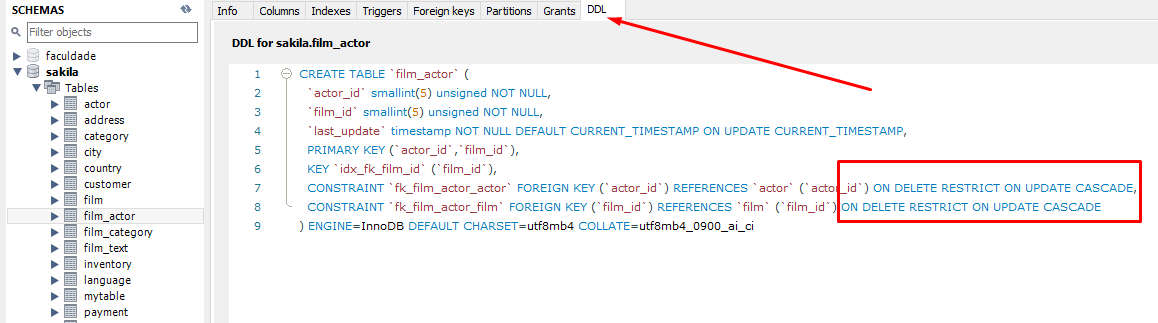 SCHEMAS
Filter objects
faculdade
sakila
Tables
actor
address
category
city
country
customer
film
film_actor
film_category
film_text
inventory
language
mytable
payment
Info Columns Indexes Triggers Foreign keys Partitions Grants DDL
DDL for sakila.film_actor
1 CREATE TABLE `film_actor` (
2 `actor_id` smallint(5) unsigned NOT NULL,
3 `film_id` smallint(5) unsigned NOT NULL,
4 `last_update` timestamp NOT NULL DEFAULT CURRENT_TIMESTAMP ON UPDATE CURRENT_TIMESTAMP,
5 PRIMARY KEY (`actor_id`,`film_id`),
6 KEY `idx_fk_film_id` (`film_id`),
7 CONSTRAINT `fk_film_actor_actor` FOREIGN KEY (`actor_id`) REFERENCES `actor` (`actor_id`) ON DELETE RESTRICT ON UPDATE CASCADE,
8 CONSTRAINT `fk_film_actor_film` FOREIGN KEY (`film_id`) REFERENCES `film` (`film_id`) ON DELETE RESTRICT ON UPDATE CASCADE
9 ) ENGINE=InnoDB DEFAULT CHARSET=utf8mb4 COLLATE=utf8mb4_0900_ai_ci